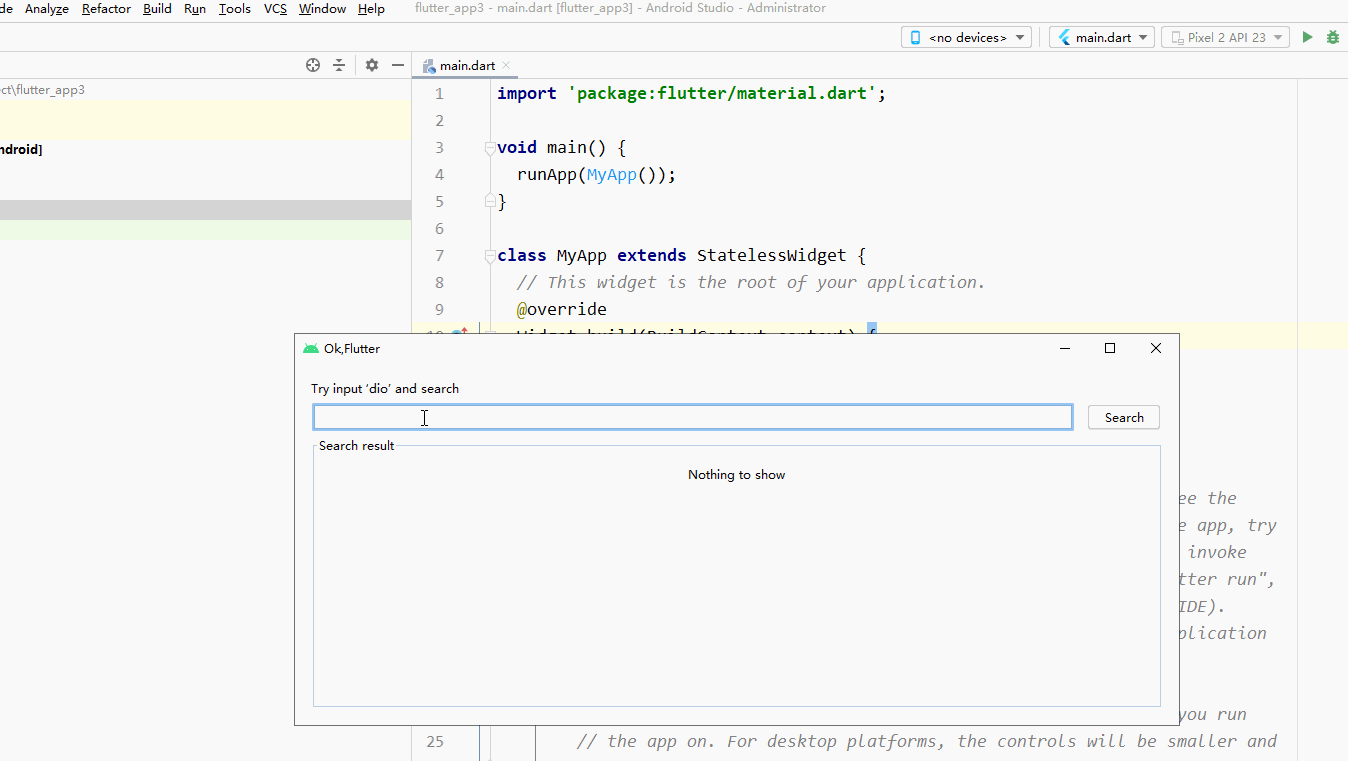 de Analyze Refactor Build Run Tools VCS Window Help flutter_app3 - main.dart [flutter_app3] - Android Studio - Administrator
<no devices> main.dart Pixel 2 API 23
main.dart
ct\flutter_app3
ndroid]
1 import 'package:flutter/material.dart';
2
3 void main() {
4 runApp(MyApp());
5 }
6
7 class MyApp extends StatelessWidget {
8 // This widget is the root of your application.
9 @override
10 Widget build(BuildContext context) {
Ok,Flutter
Try input ‘dio’ and search
Search
Search result
Nothing to show
ee the
e app, try
invoke
tter run",
IDE).
plication
you run
25 // the app on. For desktop platforms, the controls will be smaller and